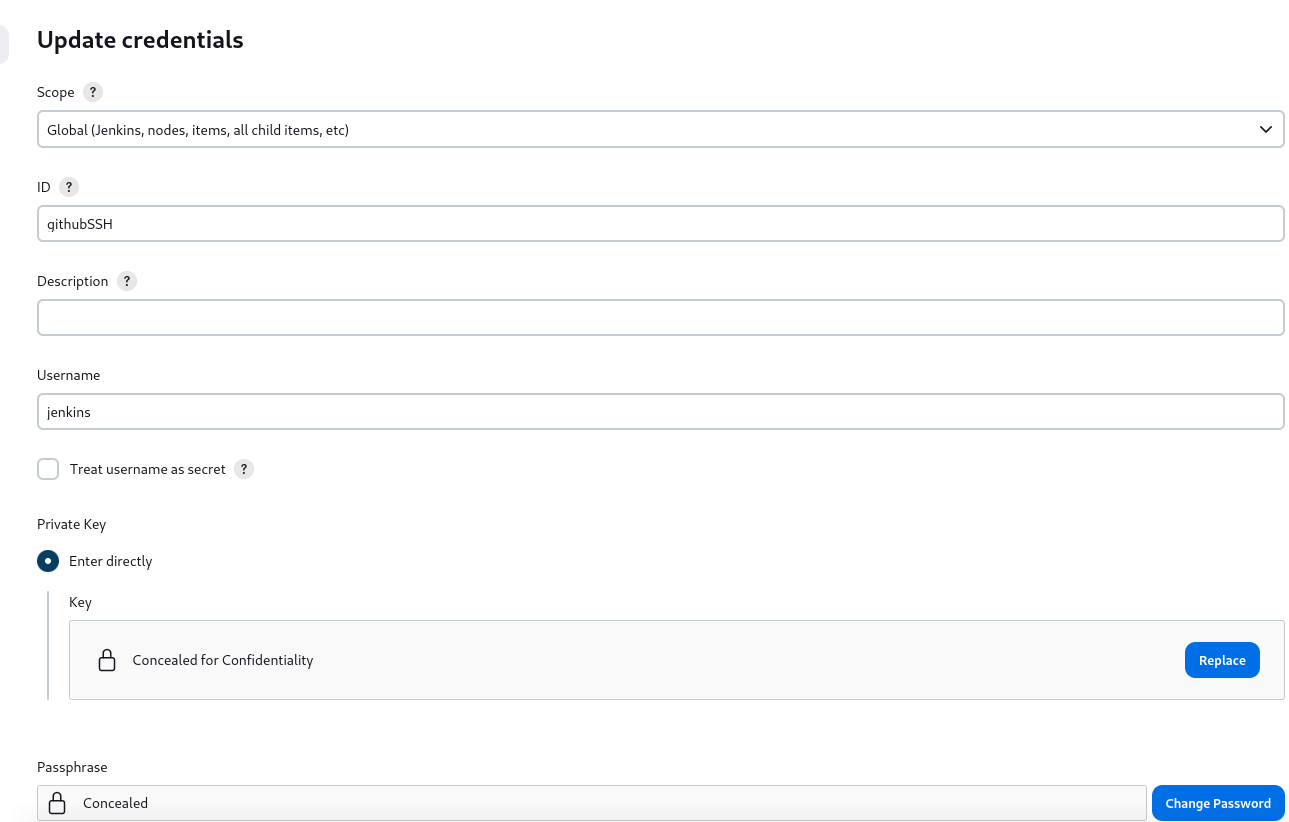 Update credentials
Scope ?
Global (Jenkins, nodes, items, all child items, etc)
ID ?
githubSSH
Description ?
Username
jenkins
Treat username as secret ?
Private Key
Enter directly
Key
Concealed for Confidentiality
Replace
Passphrase
Concealed
Change Password